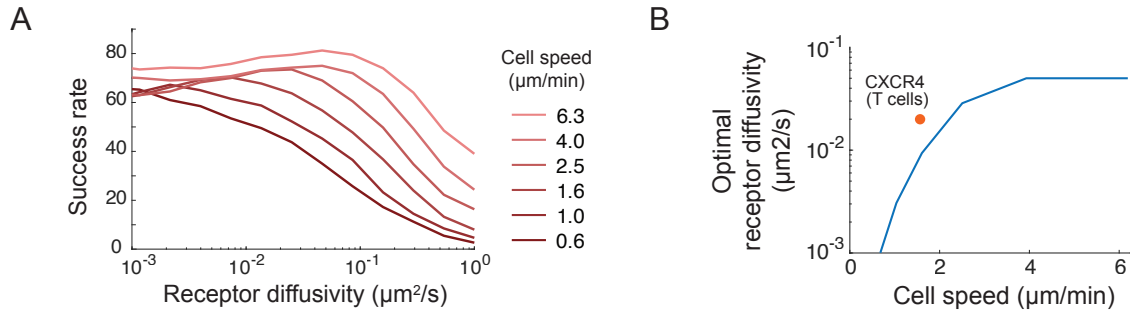 A
Success rate
80
60
40
20
0
10⁻³
10⁻²
10⁻¹
10⁰
Receptor diffusivity (µm²/s)
Cell speed
(µm/min)
6.3
4.0
2.5
1.6
1.0
0.6
B
Optimal
receptor diffusivity
(µm2/s)
10⁻¹
10⁻²
10⁻³
CXCR4
(T cells)
0
2
4
6
Cell speed (µm/min)